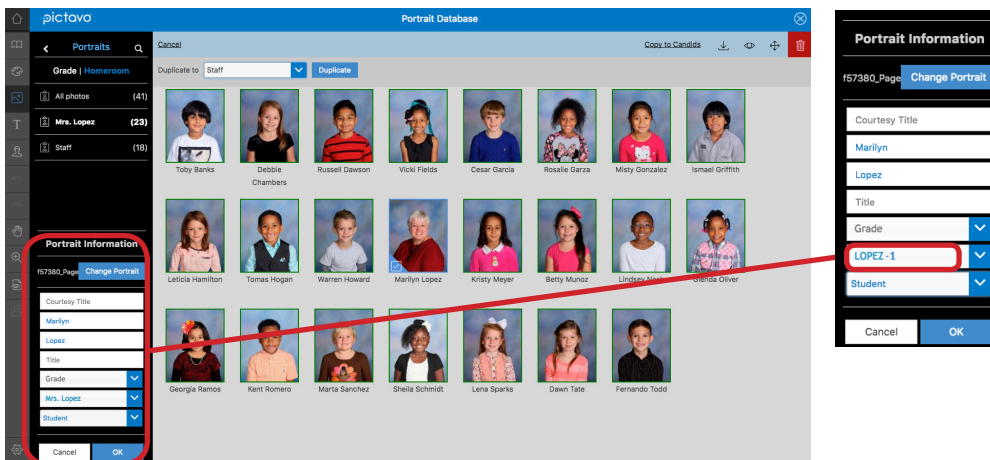 pictavo
Portrait Database
Portraits
Cancel
Copy to Candids
Grade | Homeroom
Duplicate to Staff Duplicate
All photos (41)
Mrs. Lopez (23)
Staff (18)
Toby Banks
Debbie Chambers
Russell Dawson
Vicki Fields
Cesar Garcia
Rosalie Garza
Misty Gonzalez
Ismael Griffith
Leticia Hamilton
Tomas Hogan
Warren Howard
Marilyn Lopez
Kristy Meyer
Betty Munoz
Lindsey
Glenda Oliver
Georgia Ramos
Kent Romero
Marta Sanchez
Sheila Schmidt
Lena Sparks
Dawn Tate
Fernando Todd
Portrait Information
f57380_Page Change Portrait
Courtesy Title
Marilyn
Lopez
Title
Grade
Mrs. Lopez
Student
Cancel OK
Portrait Information
f57380_Page Change Portrait
Courtesy Title
Marilyn
Lopez
Title
Grade
LOPEZ - 1
Student
Cancel OK